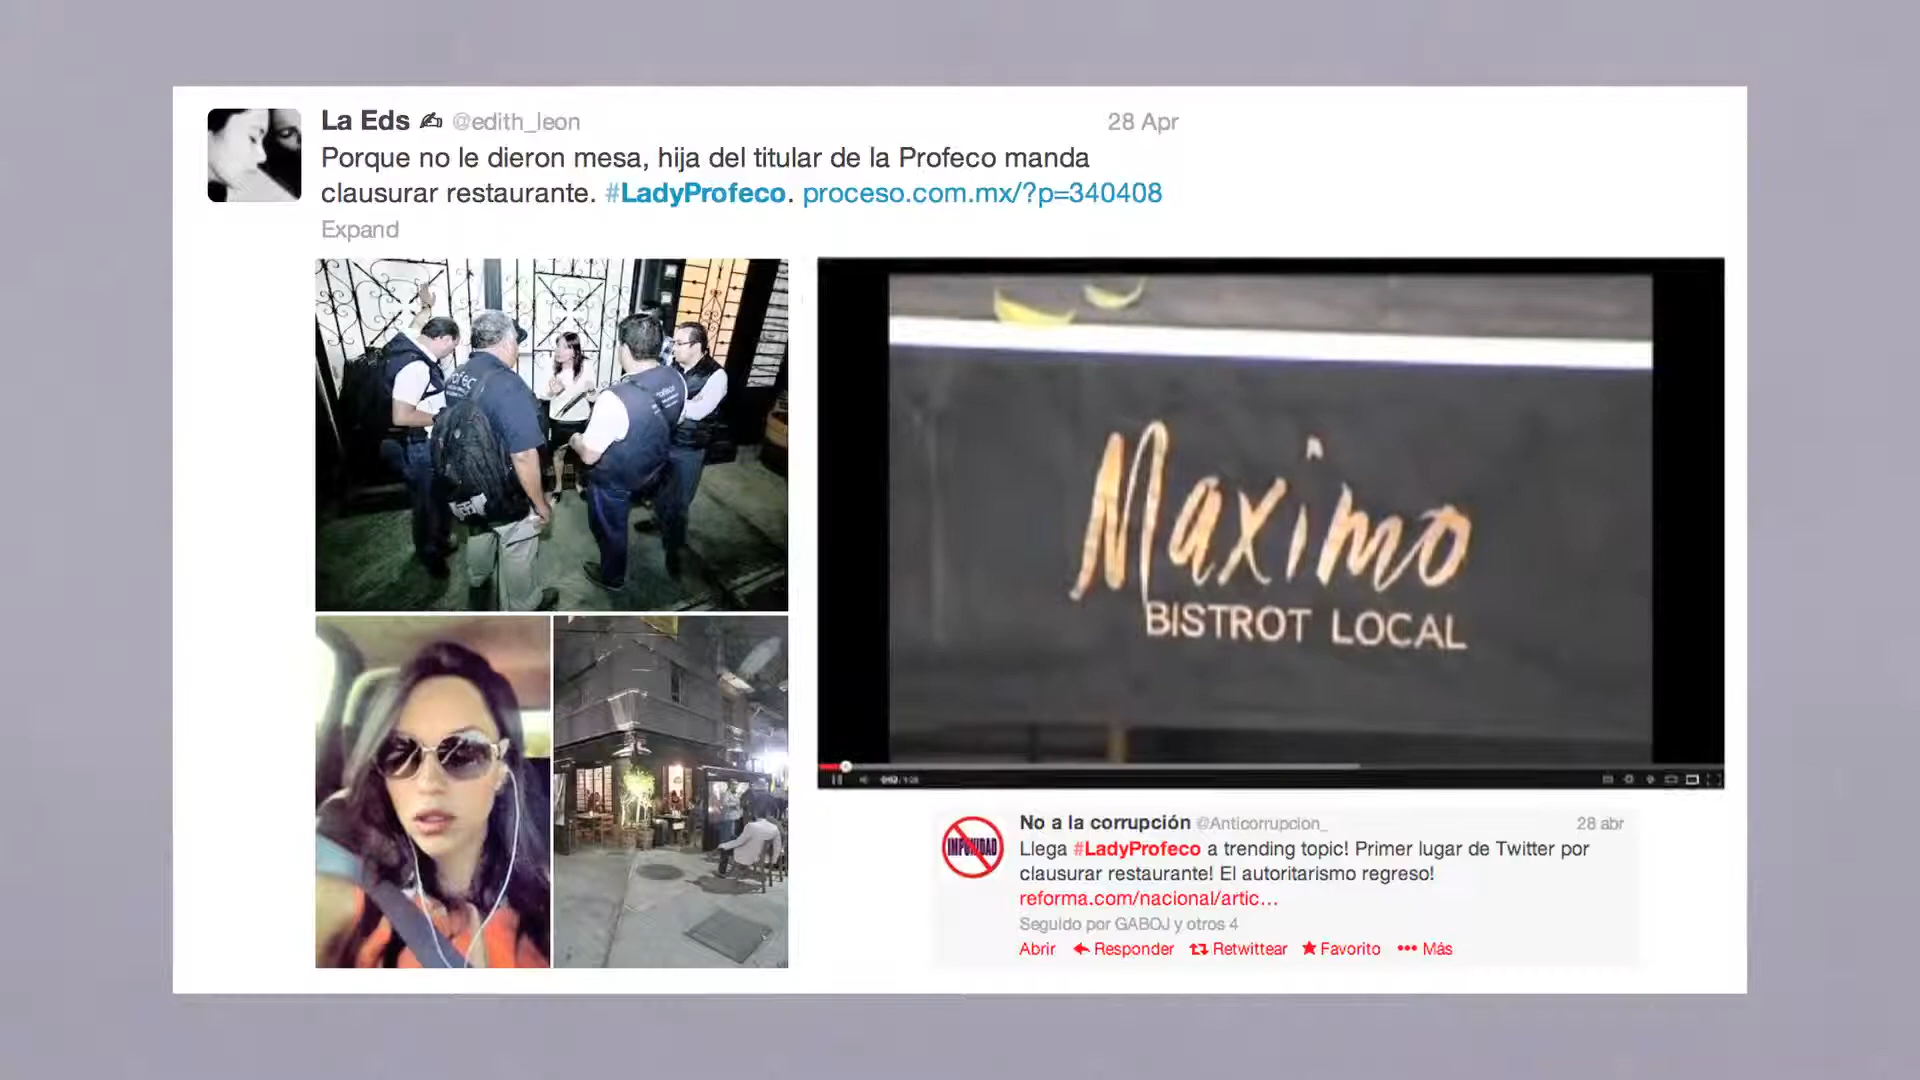 La Eds ✍ @edith_leon 28 Apr
Porque no le dieron mesa, hija del titular de la Profeco manda
clausurar restaurante. #LadyProfeco. proceso.com.mx/?p=340408
Expand
Maximo
BISTROT LOCAL
No a la corrupción @Anticorrupcion_ 28 abr
IMPUNIDAD
Llega #LadyProfeco a trending topic! Primer lugar de Twitter por
clausurar restaurante! El autoritarismo regreso!
reforma.com/nacional/artic...
Seguido por GABOJ y otros 4
Abrir Responder Retwittear Favorito ••• Más